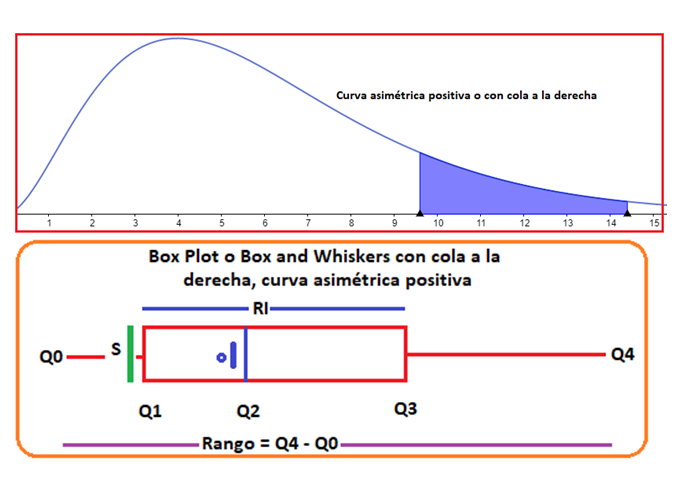 Curva asimétrica positiva o con cola a la derecha
1 2 3 4 5 6 7 8 9 10 11 12 13 14 15
Box Plot o Box and Whiskers con cola a la
derecha, curva asimétrica positiva
RI
Q0 S Q4
Q1 Q2 Q3
Rango = Q4 - Q0